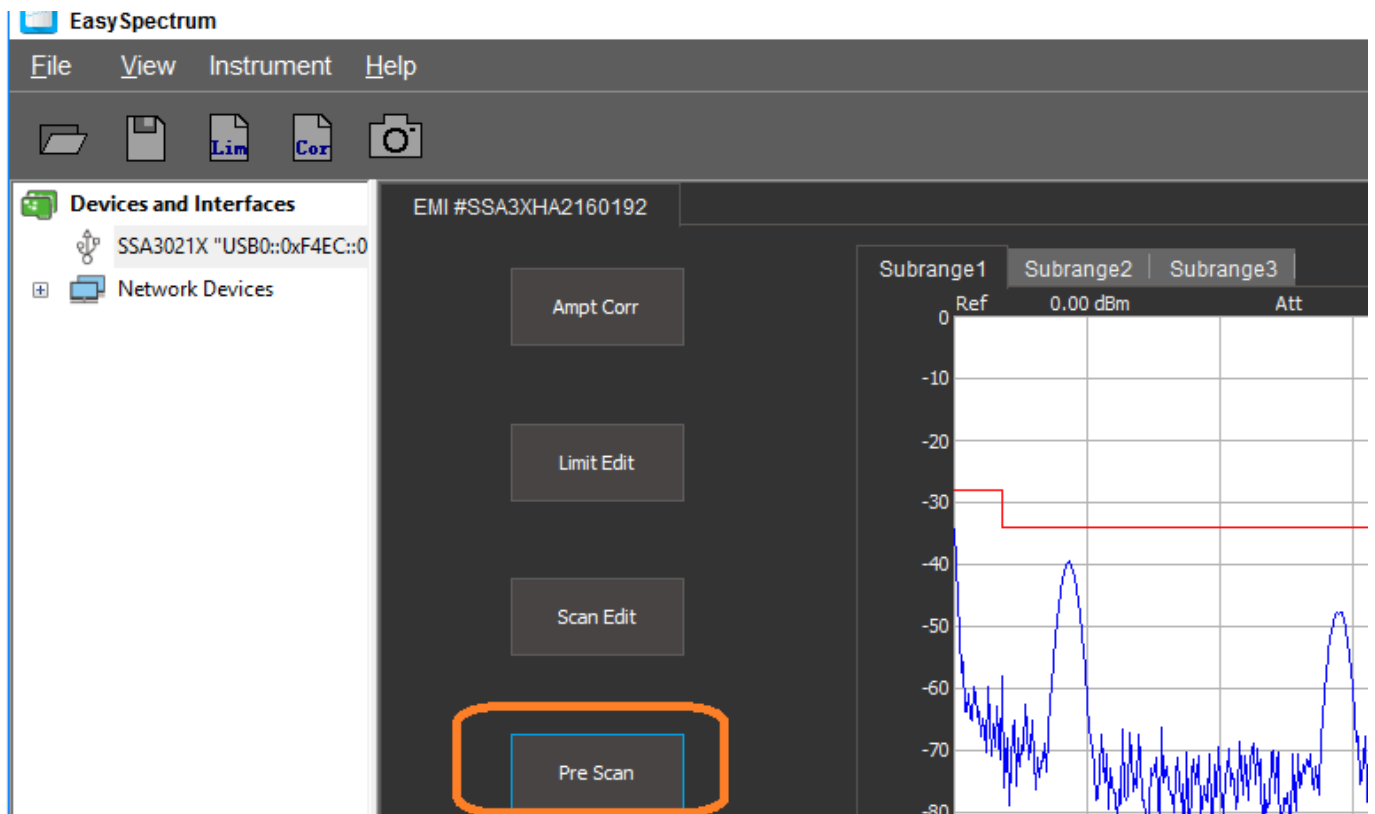 EasySpectrum
File View Instrument Help
Lim Cor
Devices and Interfaces
SSA3021X "USB0::0xF4EC::0
Network Devices
EMI #SSA3XHA2160192
Ampt Corr
Limit Edit
Scan Edit
Pre Scan
Subrange1 Subrange2 Subrange3
Ref 0.00 dBm Att
0
-10
-20
-30
-40
-50
-60
-70
-80